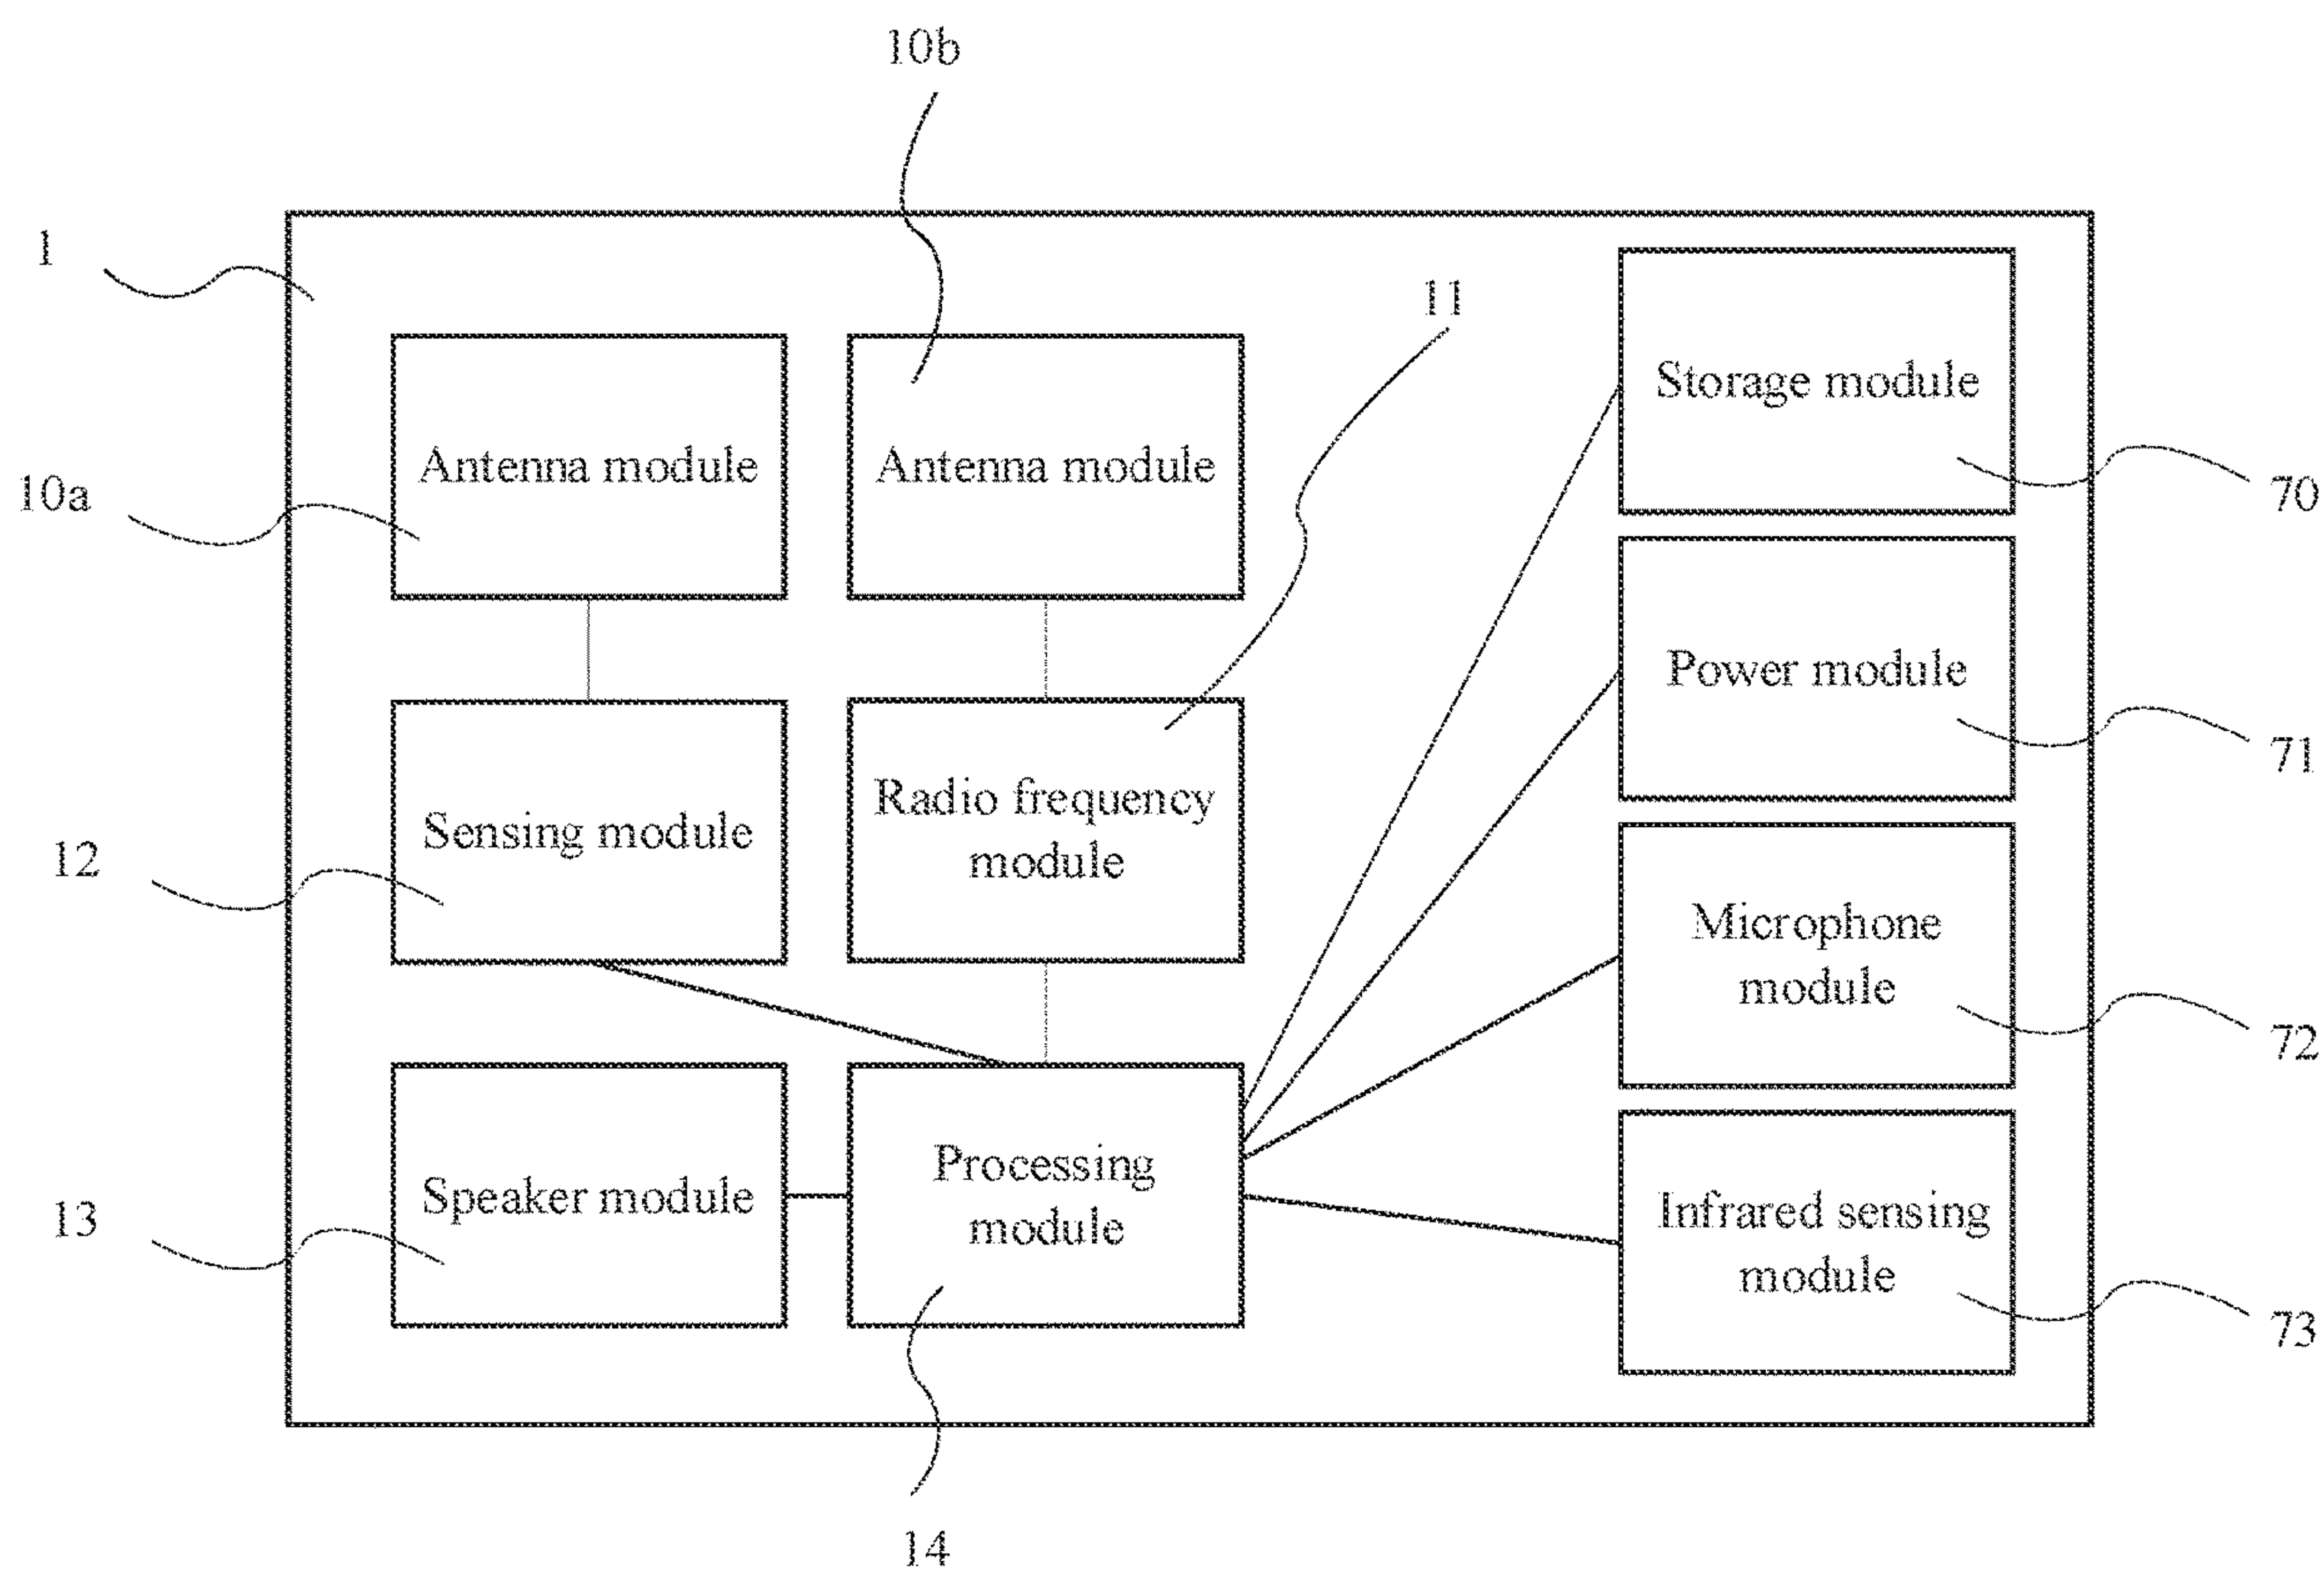 10b
1
11
Storage module
Antenna module
Antenna module
10a
70
Power module
71
Radio frequency
module
Sensing module
12
Microphone
module
72
Processing
module
Speaker module
13
Infrared sensing
module
73
14